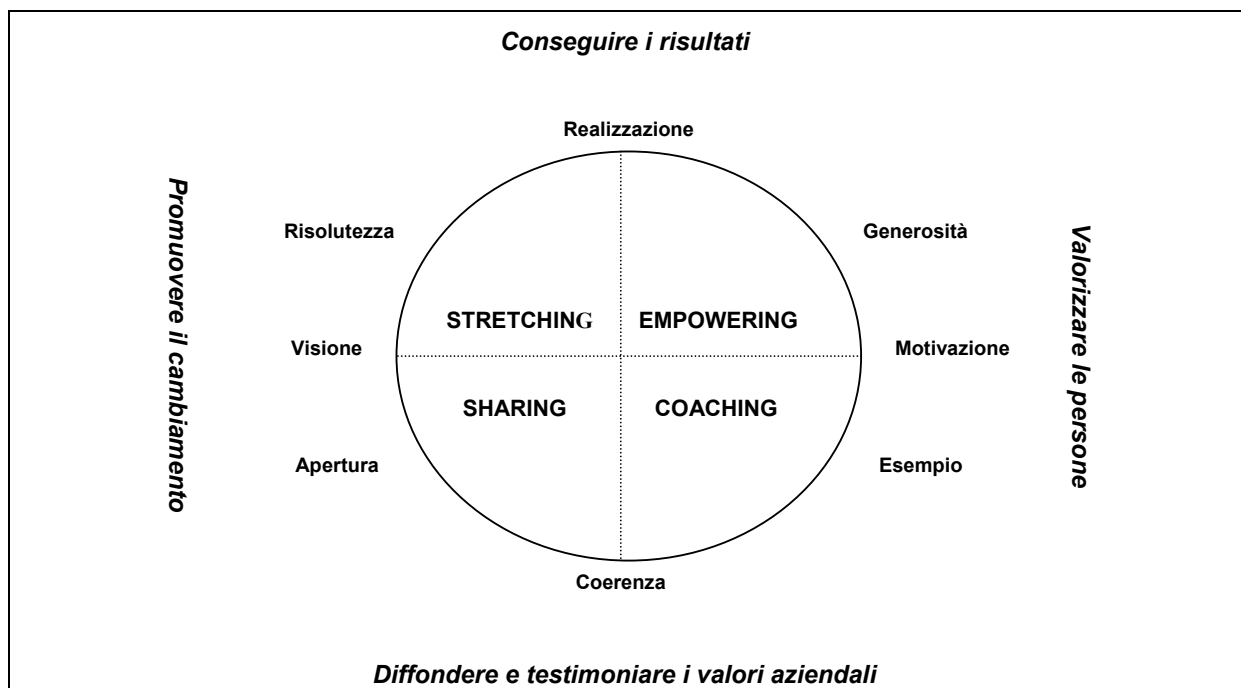 Conseguire i risultati
Realizzazione
Promuovere il cambiamento
Risolutezza
Generosità
Valorizzare le persone
STRETCHING
EMPOWERING
Visione
Motivazione
SHARING
COACHING
Apertura
Esempio
Coerenza
Diffondere e testimoniare i valori aziendali